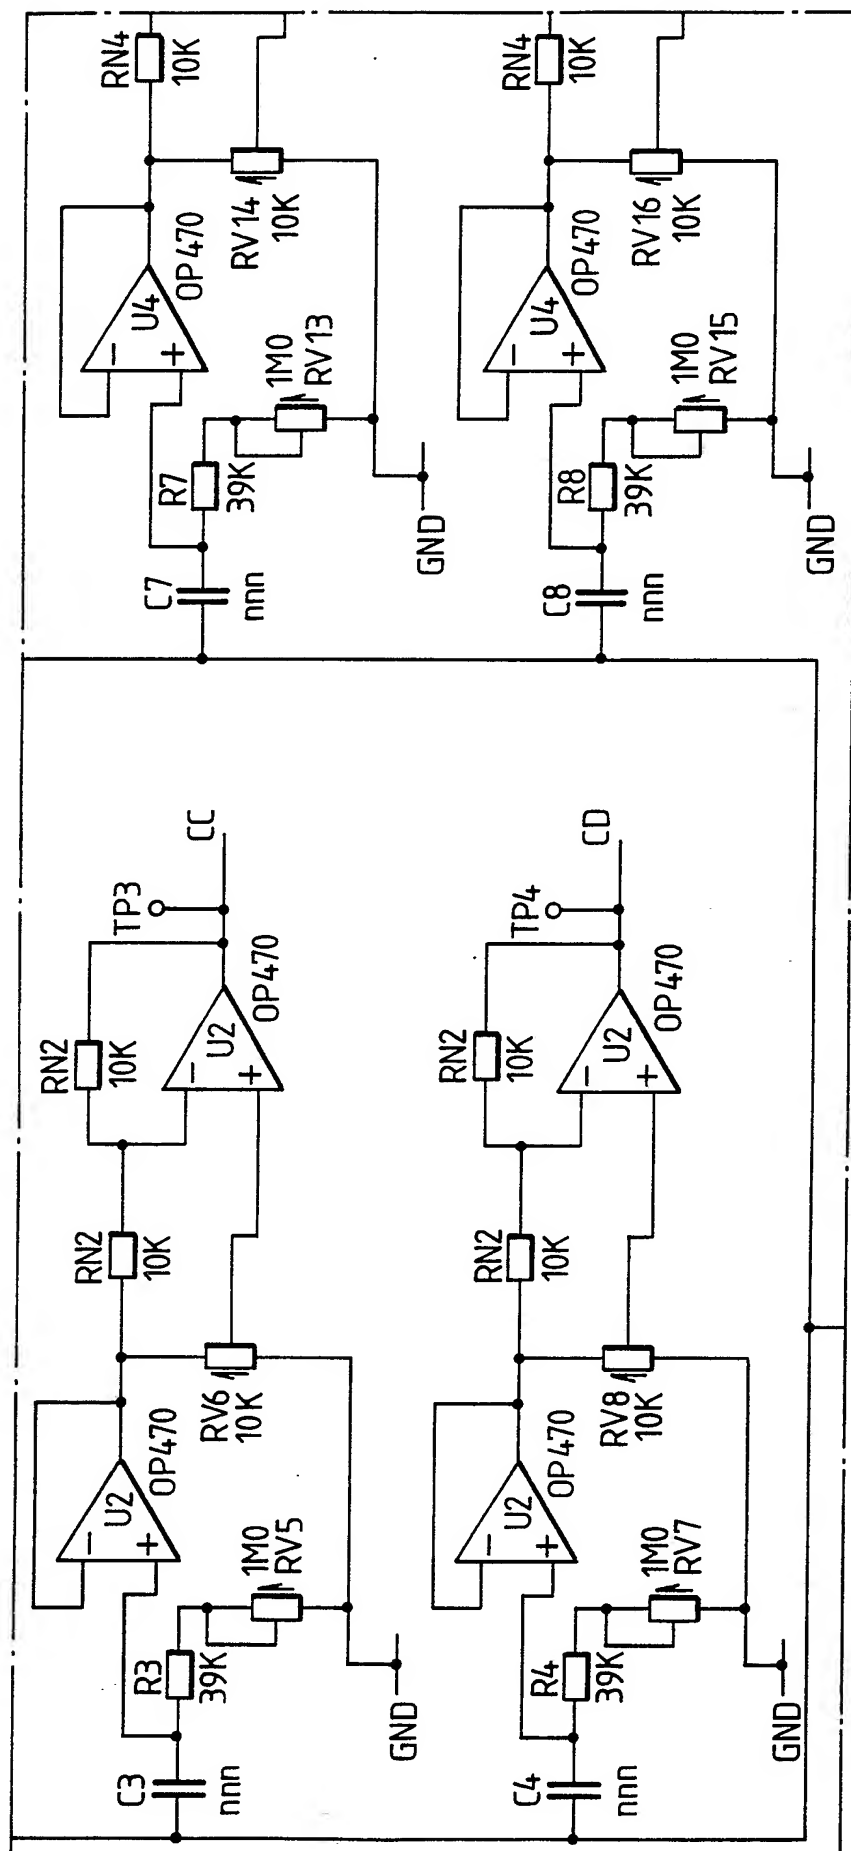 RN4
10K
RV14
10K
OP470
U4
-
+
1M0
RV13
R7
39K
C7
nnn
GND
RN4
10K
RV16
10K
OP470
U4
-
+
1M0
RV15
R8
39K
C8
nnn
GND
CC
TP3
OP470
U2
-
+
RN2
10K
RN2
10K
RV6
10K
OP470
U2
-
+
1M0
RV5
R3
39K
C3
nnn
GND
CD
TP4
OP470
U2
-
+
RN2
10K
RN2
10K
RV8
10K
OP470
U2
-
+
1M0
RV7
R4
39K
C4
nnn
GND